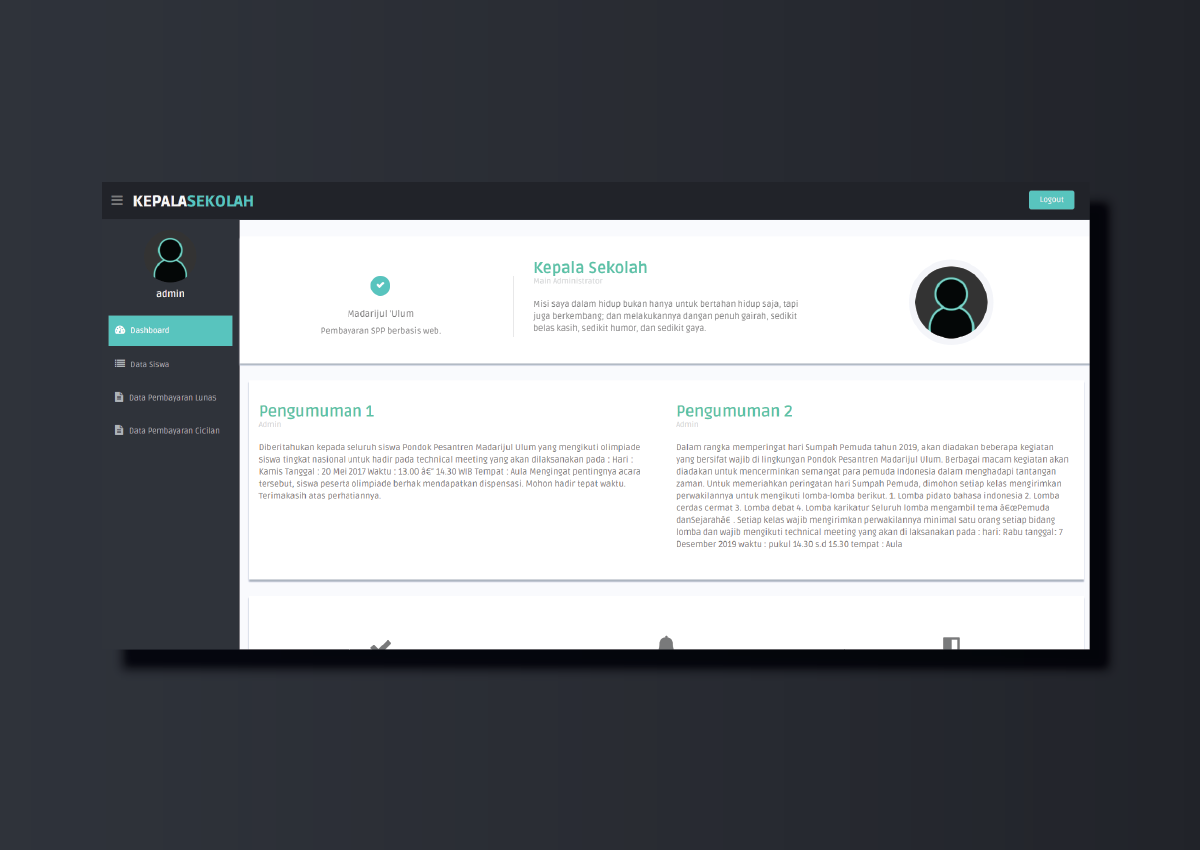 KEPALASEKOLAH
Logout
admin
Dashboard
Data Siswa
Data Pembayaran Lunas
Data Pembayaran Cicilan
Madarijul 'Ulum
Pembayaran SPP berbasis web.
Kepala Sekolah
Main Administrator
Misi saya dalam hidup bukan hanya untuk bertahan hidup saja, tapi
juga berkembang; dan melakukannya dangan penuh gairah, sedikit
belas kasih, sedikit humor, dan sedikit gaya.
Pengumuman 1
Admin
Diberitahukan kepada seluruh siswa Pondok Pesantren Madarijul Ulum yang mengikuti olimpiade
siswa tingkat nasional untuk hadir pada technical meeting yang akan dilaksanakan pada : Hari :
Kamis Tanggal : 20 Mei 2017 Waktu : 13.00 â€“ 14.30 WIB Tempat : Aula Mengingat pentingnya acara
tersebut, siswa peserta olimpiade berhak mendapatkan dispensasi. Mohon hadir tepat waktu.
Terimakasih atas perhatiannya.
Pengumuman 2
Admin
Dalam rangka memperingat hari Sumpah Pemuda tahun 2019, akan diadakan beberapa kegiatan
yang bersifat wajib di lingkungan Pondok Pesantren Madarijul Ulum. Berbagai macam kegiatan akan
diadakan untuk mencerminkan semangat para pemuda Indonesia dalam menghadapi tantangan
zaman. Untuk memeriahkan peringatan hari Sumpah Pemuda, dimohon setiap kelas mengirimkan
perwakilannya untuk mengikuti lomba-lomba berikut. 1. Lomba pidato bahasa indonesia 2. Lomba
cerdas cermat 3. Lomba debat 4. Lomba karikatur Seluruh lomba mengambil tema â€œPemuda
danSejarahâ€ . Setiap kelas wajib mengirimkan perwakilannya minimal satu orang setiap bidang
lomba dan wajib mengikuti technical meeting yang akan di laksanakan pada : hari: Rabu tanggal: 7
Desember 2019 waktu : pukul 14.30 s.d 15.30 tempat : Aula